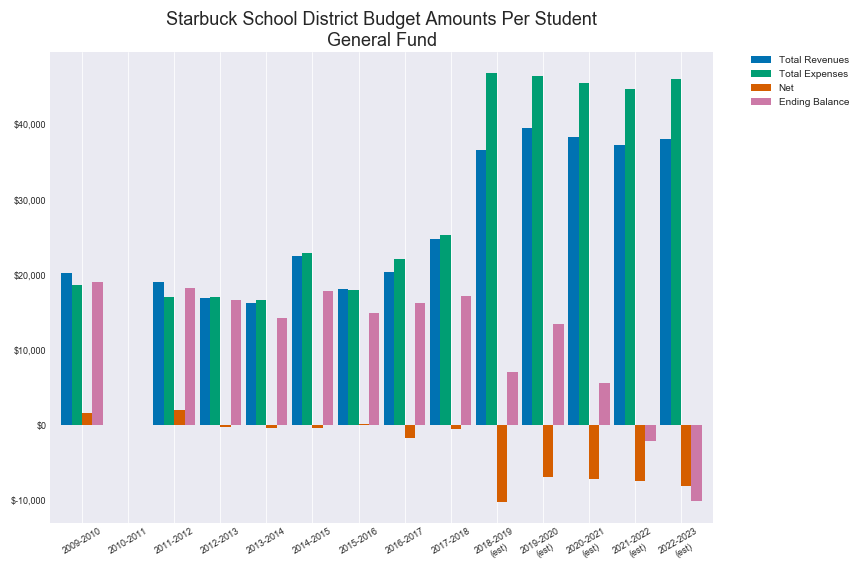 Starbuck School District Budget Amounts Per Student
General Fund
Total Revenues
Total Expenses
Net
Ending Balance
$40,000
$30,000
$20,000
$10,000
$0
$-10,000
2009-2010
2010-2011
2011-2012
2012-2013
2013-2014
2014-2015
2015-2016
2016-2017
2017-2018
2018-2019
(est)
2019-2020
(est)
2020-2021
(est)
2021-2022
(est)
2022-2023
(est)